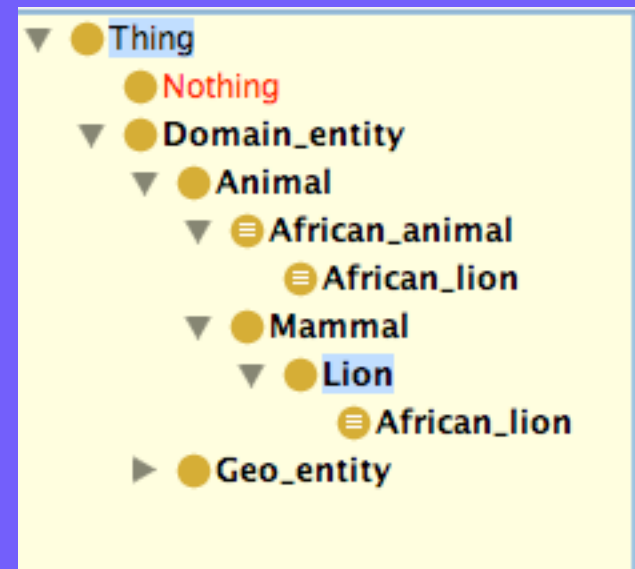 Thing
Nothing
Domain_entity
Animal
African_animal
African_lion
Mammal
Lion
African_lion
Geo_entity